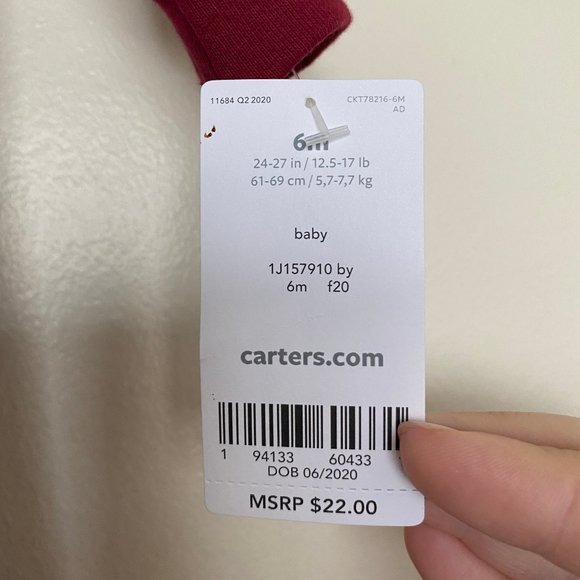 11684 Q2 2020
CKT78216-6M
AD
6m
24-27 in / 12.5-17 lb
61-69 cm / 5,7-7,7 kg
baby
1J157910 by
6m f20
carters.com
1 94133 60433
DOB 06/2020
MSRP $22.00